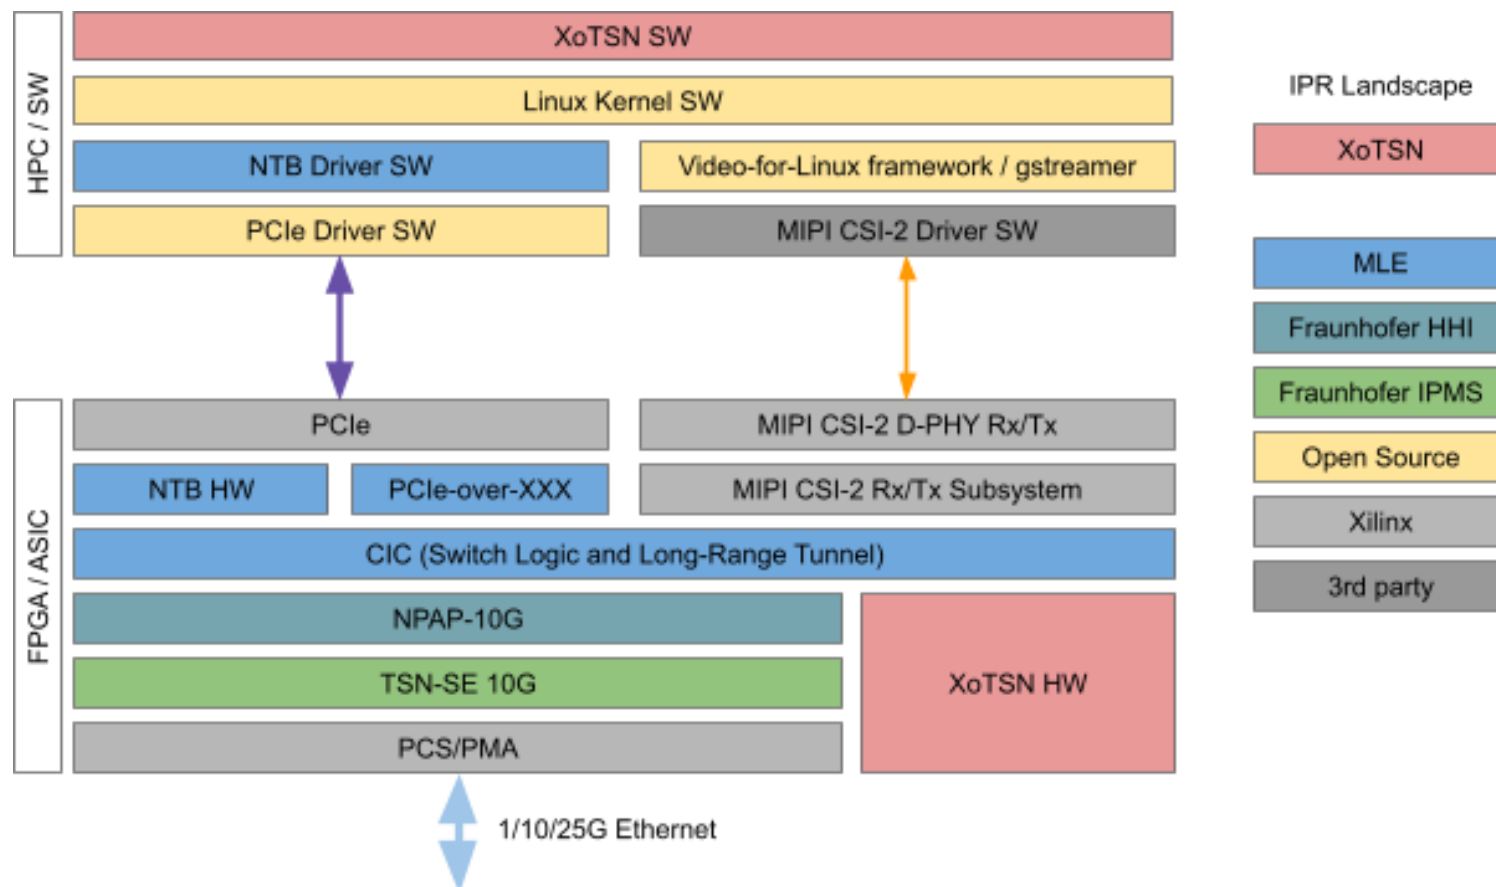 HPC / SW
XoTSN SW
Linux Kernel SW
NTB Driver SW
Video-for-Linux framework / gstreamer
PCIe Driver SW
MIPI CSI-2 Driver SW
FPGA / ASIC
PCIe
MIPI CSI-2 D-PHY Rx/Tx
NTB HW
PCIe-over-XXX
MIPI CSI-2 Rx/Tx Subsystem
CIC (Switch Logic and Long-Range Tunnel)
NPAP-10G
TSN-SE 10G
XoTSN HW
PCS/PMA
1/10/25G Ethernet
IPR Landscape
XoTSN
MLE
Fraunhofer HHI
Fraunhofer IPMS
Open Source
Xilinx
3rd party